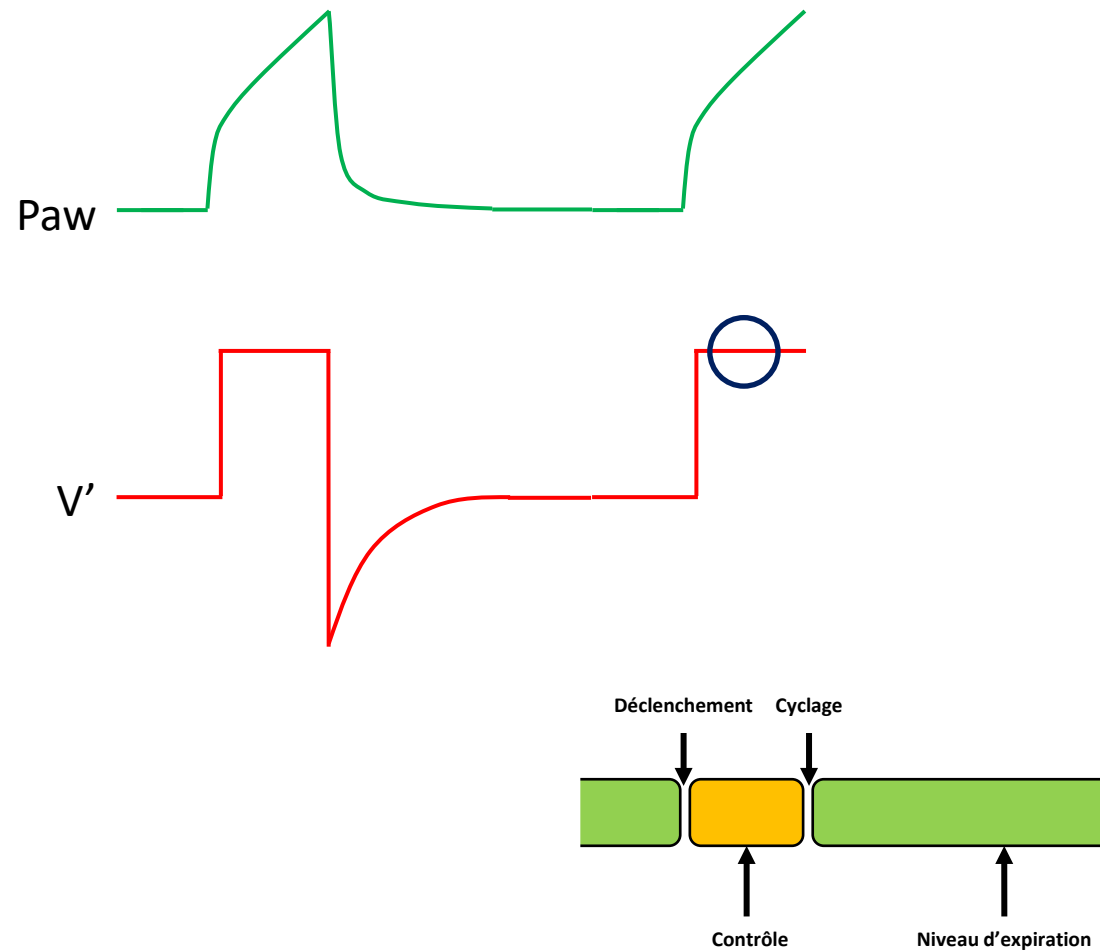 Paw
V’
Déclenchement
Cyclage
Contrôle
Niveau d’expiration